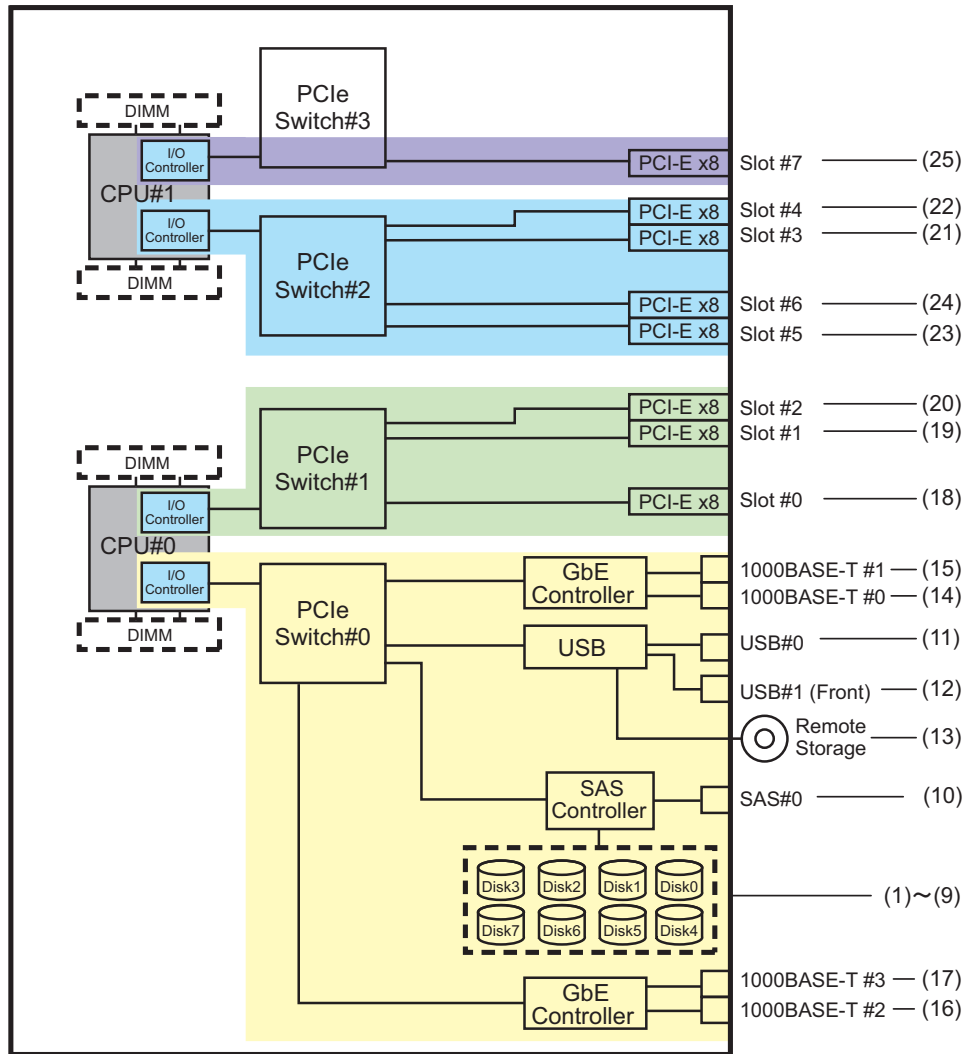 PCIe
Switch#3
DIMM
I/O
Controller
CPU#1
PCI-E x8 Slot #7 (25)
I/O
Controller
PCI-E x8 Slot #4 (22)
PCI-E x8 Slot #3 (21)
DIMM
PCIe
Switch#2
PCI-E x8 Slot #6 (24)
PCI-E x8 Slot #5 (23)
PCI-E x8 Slot #2 (20)
PCI-E x8 Slot #1 (19)
PCIe
Switch#1
DIMM
I/O
Controller
PCI-E x8 Slot #0 (18)
CPU#0
I/O
Controller
GbE
Controller
1000BASE-T #1 (15)
1000BASE-T #0 (14)
PCIe
Switch#0
DIMM
USB
USB#0 (11)
USB#1 (Front) (12)
Remote
Storage
(13)
SAS
Controller
SAS#0 (10)
Disk3 Disk2 Disk1 Disk0
(1)~(9)
Disk7 Disk6 Disk5 Disk4
GbE
Controller
1000BASE-T #3 (17)
1000BASE-T #2 (16)